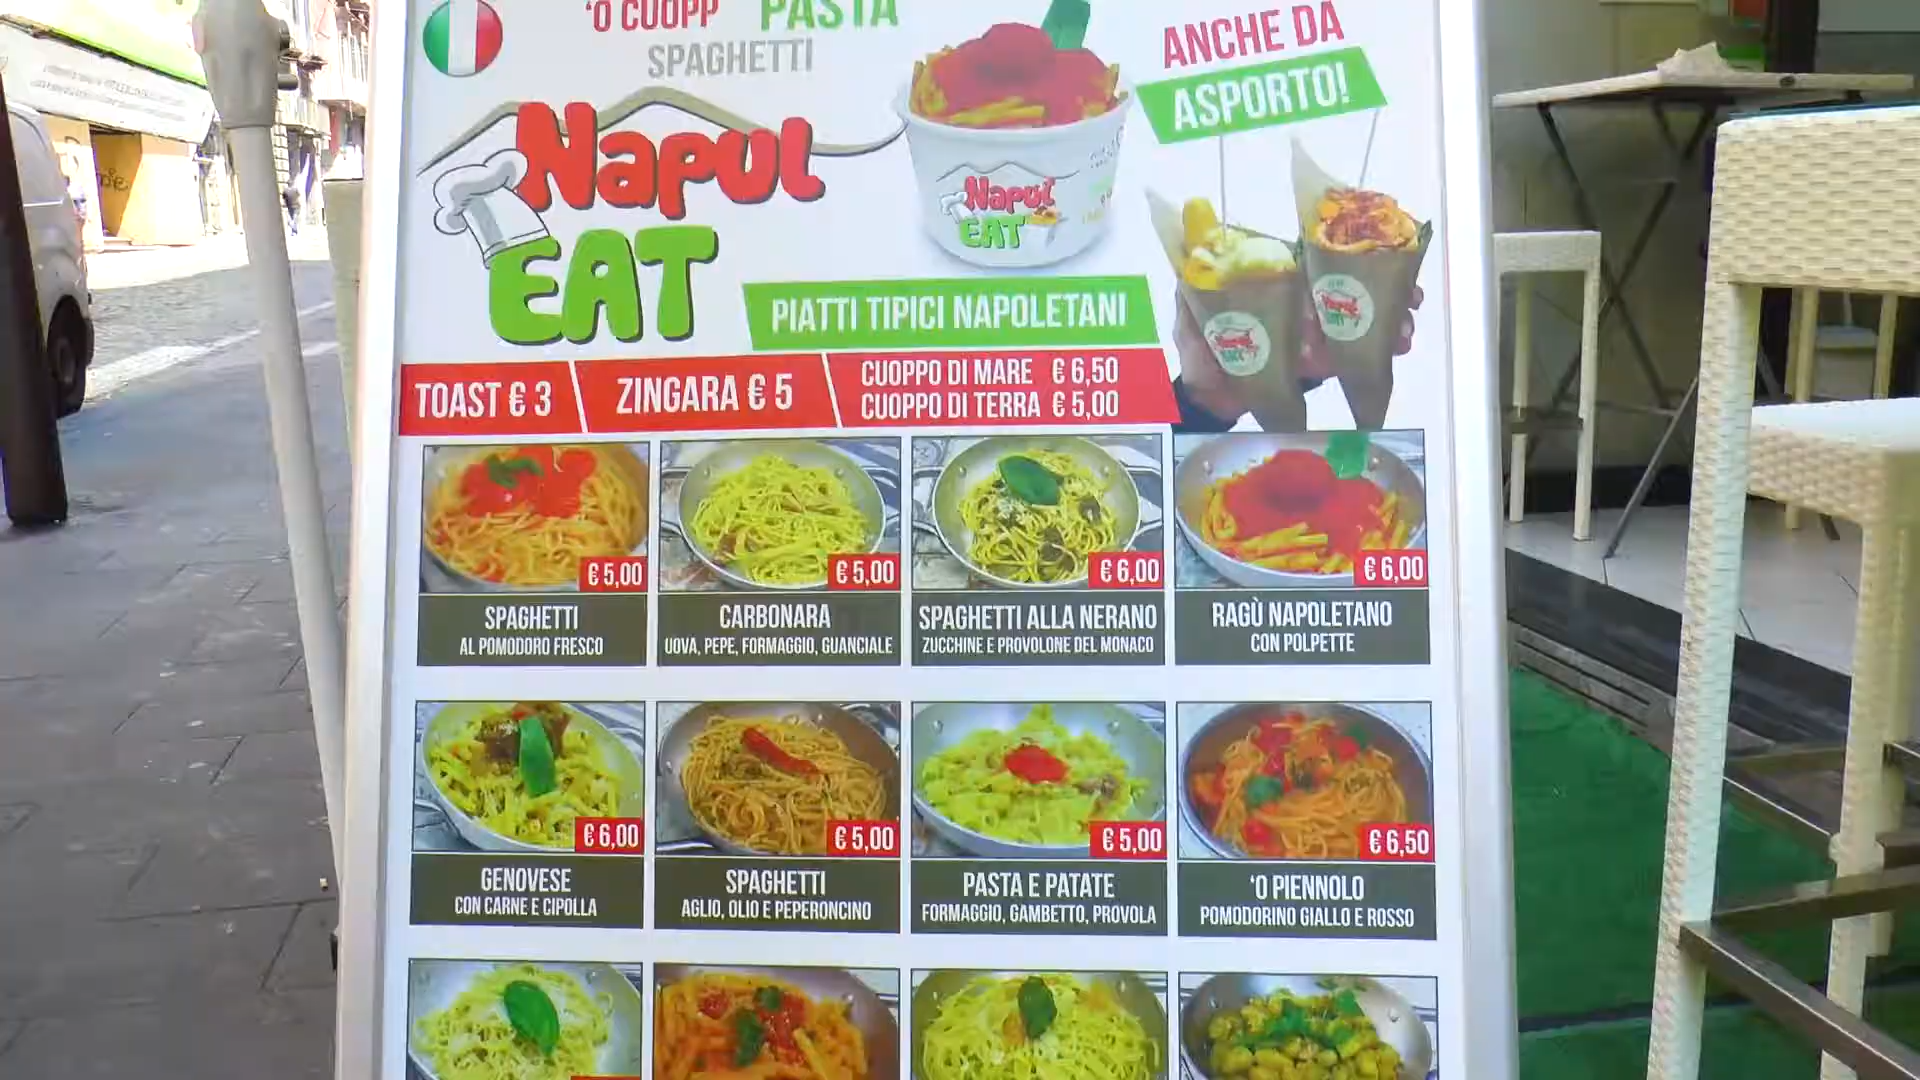 'O CUOPP PASTA
SPAGHETTI
ANCHE DA
ASPORTO!
Napul
EAT
Napul
EAT
PIATTI TIPICI NAPOLETANI
TOAST € 3
ZINGARA € 5
CUOPPO DI MARE € 6,50
CUOPPO DI TERRA € 5,00
€ 5,00
€ 5,00
€ 6,00
€ 6,00
SPAGHETTI
AL POMODORO FRESCO
CARBONARA
UOVA, PEPE, FORMAGGIO, GUANCIALE
SPAGHETTI ALLA NERANO
ZUCCHINE E PROVOLONE DEL MONACO
RAGÙ NAPOLETANO
CON POLPETTE
€ 6,00
€ 5,00
€ 5,00
€ 6,50
GENOVESE
CON CARNE E CIPOLLA
SPAGHETTI
AGLIO, OLIO E PEPERONCINO
PASTA E PATATE
FORMAGGIO, GAMBETTO, PROVOLA
'O PIENNOLO
POMODORINO GIALLO E ROSSO